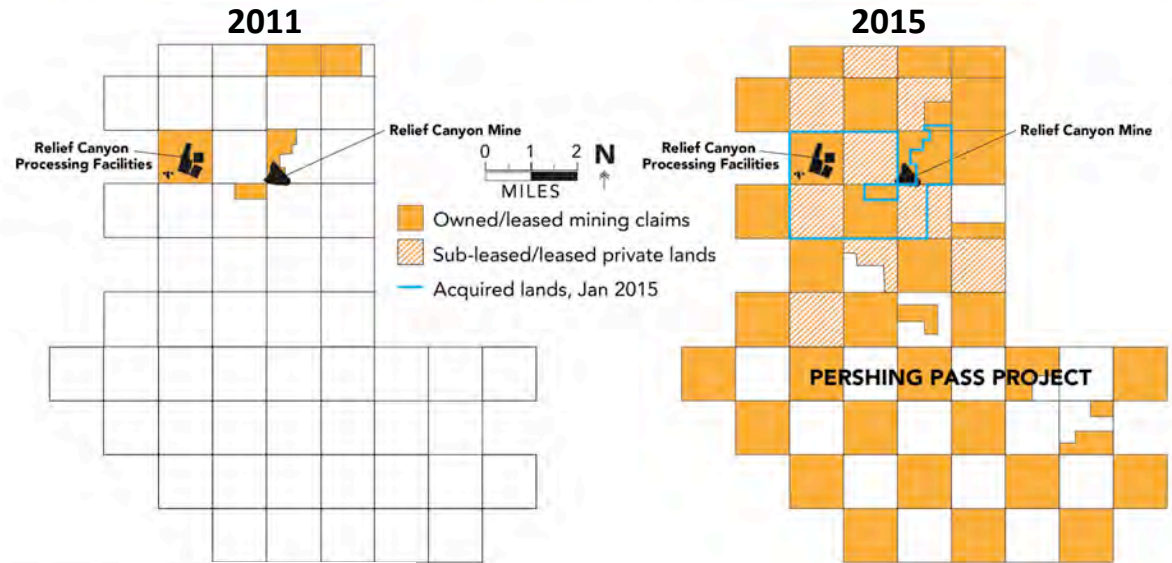 2011
2015
Relief Canyon Mine
Relief Canyon
Processing Facilities
0 1 2
MILES
N
Owned/leased mining claims
Sub-leased/leased private lands
Acquired lands, Jan 2015
Relief Canyon Mine
Relief Canyon
Processing Facilities
PERSHING PASS PROJECT